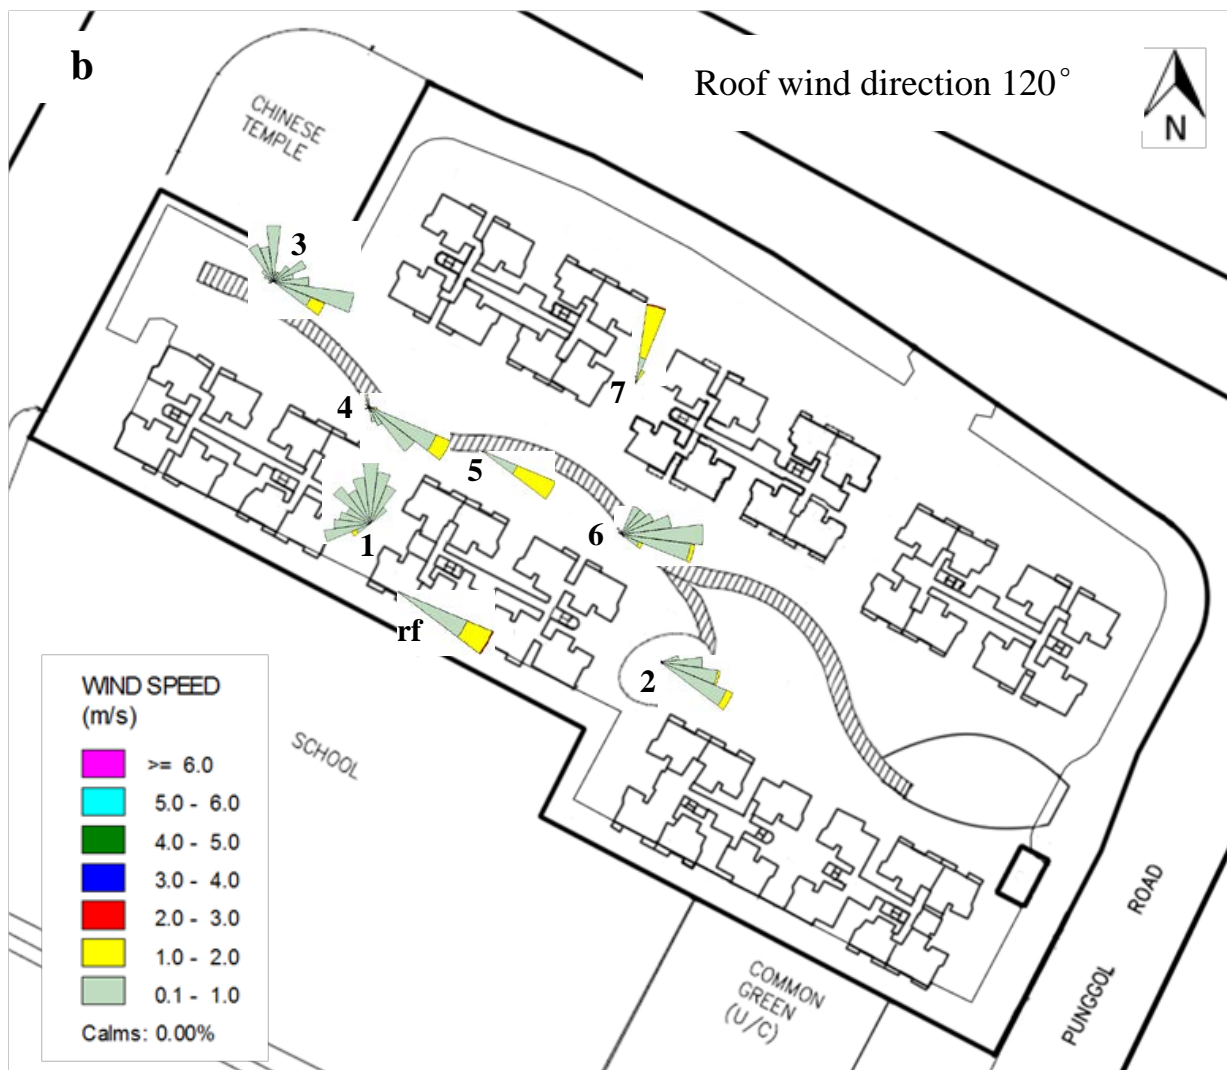 b
Roof wind direction 120°
N
CHINESE
TEMPLE
3
7
4
5
1
6
rf
2
WIND SPEED
(m/s)
>= 6.0
5.0 - 6.0
4.0 - 5.0
3.0 - 4.0
2.0 - 3.0
1.0 - 2.0
0.1 - 1.0
Calms: 0.00%
SCHOOL
COMMON
GREEN
(U/C)
PUNGGOL ROAD